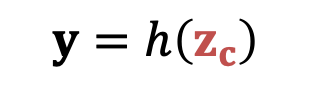 𝐲 = ℎ(𝐳_𝐜)